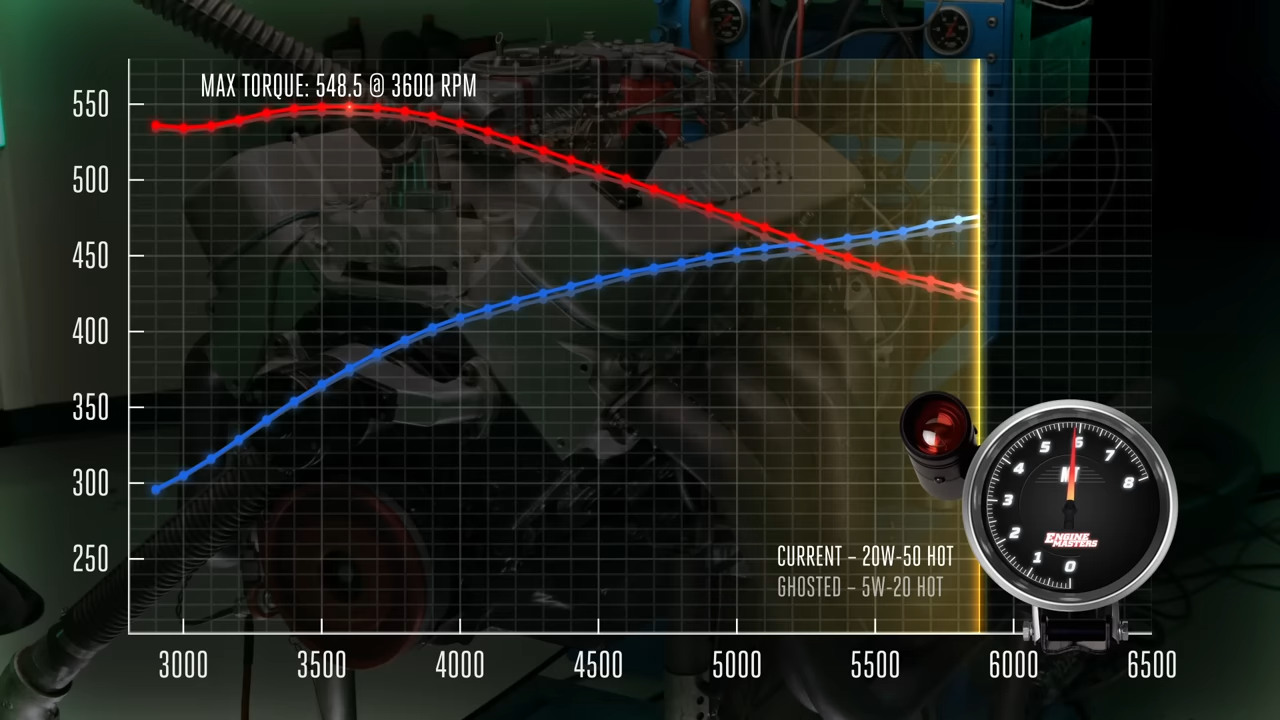 MAX TORQUE: 548.5 @ 3600 RPM
550
500
450
400
350
300
250
CURRENT – 20W-50 HOT
GHOSTED – 5W-20 HOT
3000 3500 4000 4500 5000 5500 6000 6500
0 1 2 3 4 5 6 7 8
ENGINE
MASTERS